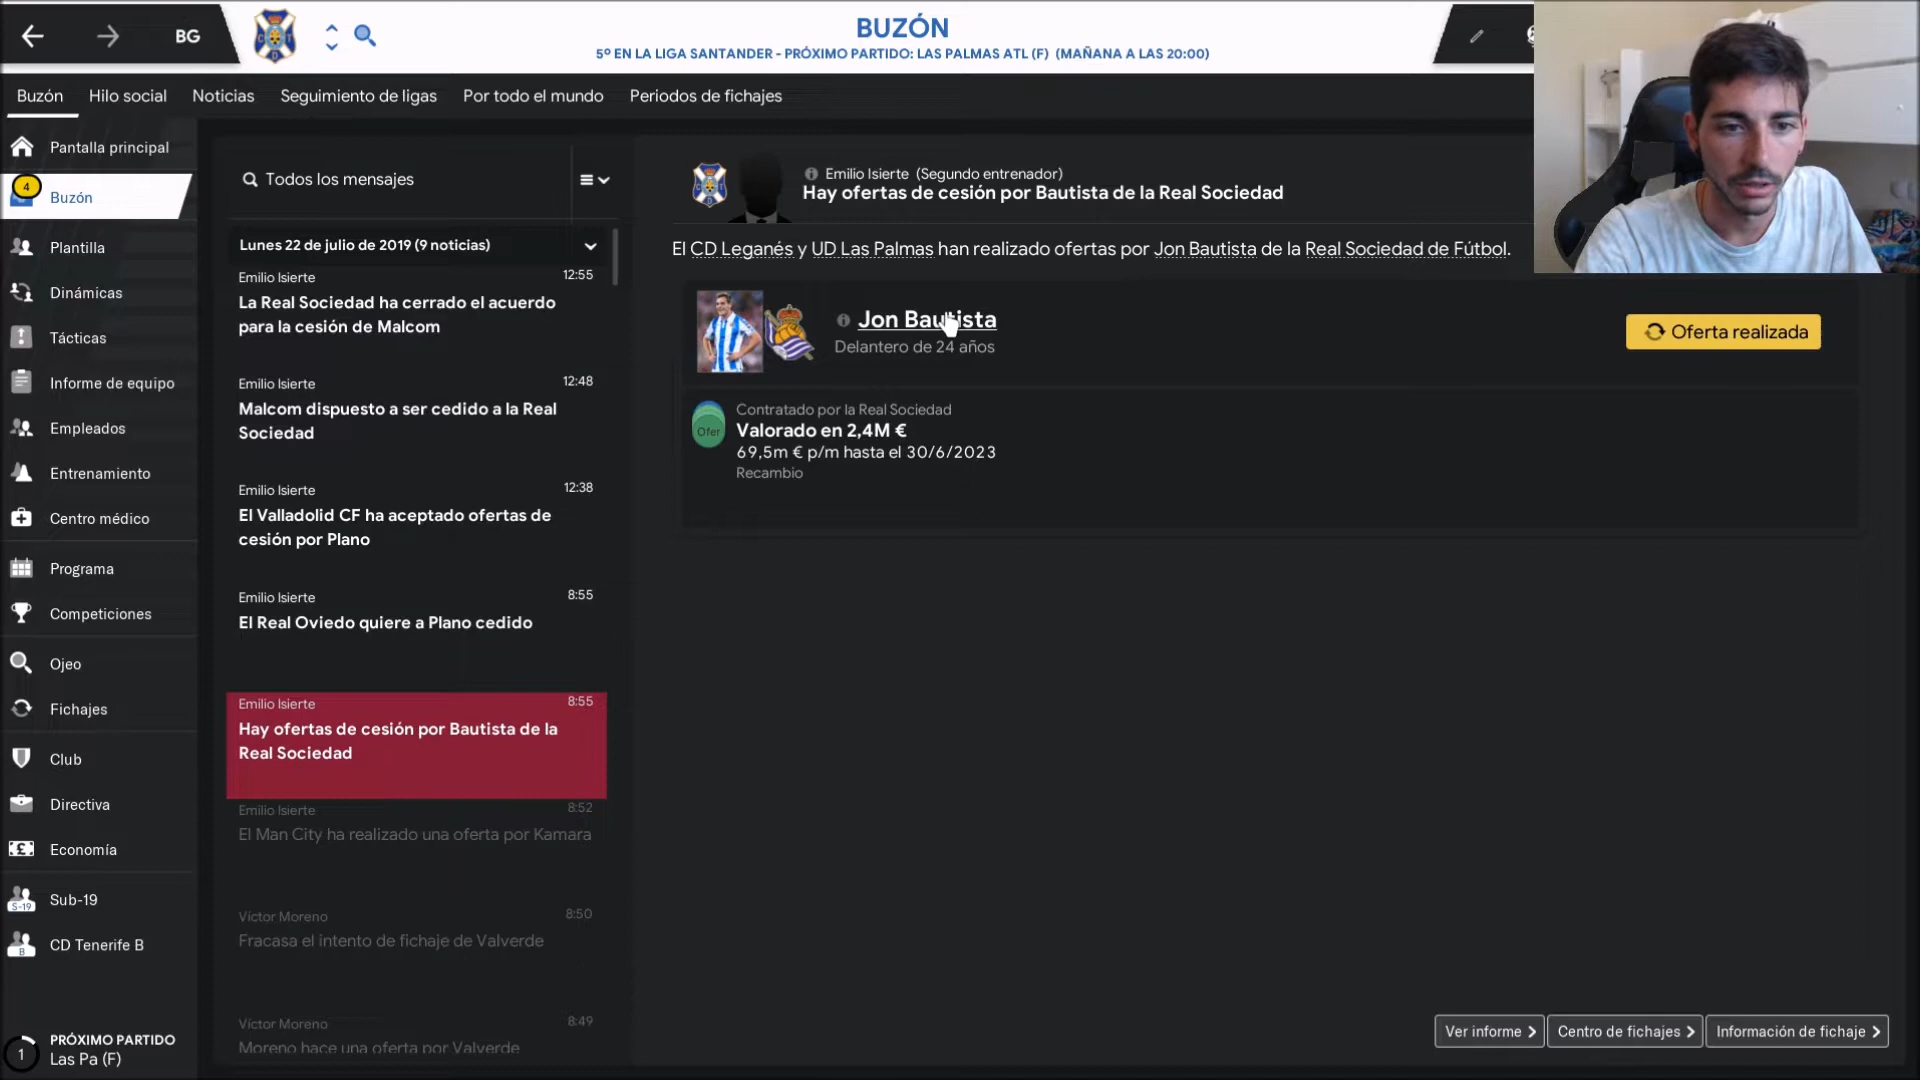 BG
BUZÓN
5º EN LA LIGA SANTANDER - PRÓXIMO PARTIDO: LAS PALMAS ATL (F) (MAÑANA A LAS 20:00)
Buzón
Hilo social
Noticias
Seguimiento de ligas
Por todo el mundo
Periodos de fichajes
Pantalla principal
4
Buzón
Plantilla
Dinámicas
Tácticas
Informe de equipo
Empleados
Entrenamiento
Centro médico
Programa
Competiciones
Ojeo
Fichajes
Club
Directiva
Economía
S-19
Sub-19
B
CD Tenerife B
1
PRÓXIMO PARTIDO
Las Pa (F)
Todos los mensajes
Lunes 22 de julio de 2019 (9 noticias)
Emilio Isierte 12:55
La Real Sociedad ha cerrado el acuerdo
para la cesión de Malcom
Emilio Isierte 12:48
Malcom dispuesto a ser cedido a la Real
Sociedad
Emilio Isierte 12:38
El Valladolid CF ha aceptado ofertas de
cesión por Plano
Emilio Isierte 8:55
El Real Oviedo quiere a Plano cedido
Emilio Isierte 8:55
Hay ofertas de cesión por Bautista de la
Real Sociedad
Emilio Isierte 8:52
El Man City ha realizado una oferta por Kamara
Víctor Moreno 8:50
Fracasa el intento de fichaje de Valverde
Víctor Moreno 8:49
Moreno hace una oferta por Valverde
Emilio Isierte (Segundo entrenador)
Hay ofertas de cesión por Bautista de la Real Sociedad
El CD Leganés y UD Las Palmas han realizado ofertas por Jon Bautista de la Real Sociedad de Fútbol.
Jon Bautista
Delantero de 24 años
Oferta realizada
Ofer
Contratado por la Real Sociedad
Valorado en 2,4M €
69,5m € p/m hasta el 30/6/2023
Recambio
Ver informe
Centro de fichajes
Información de fichaje